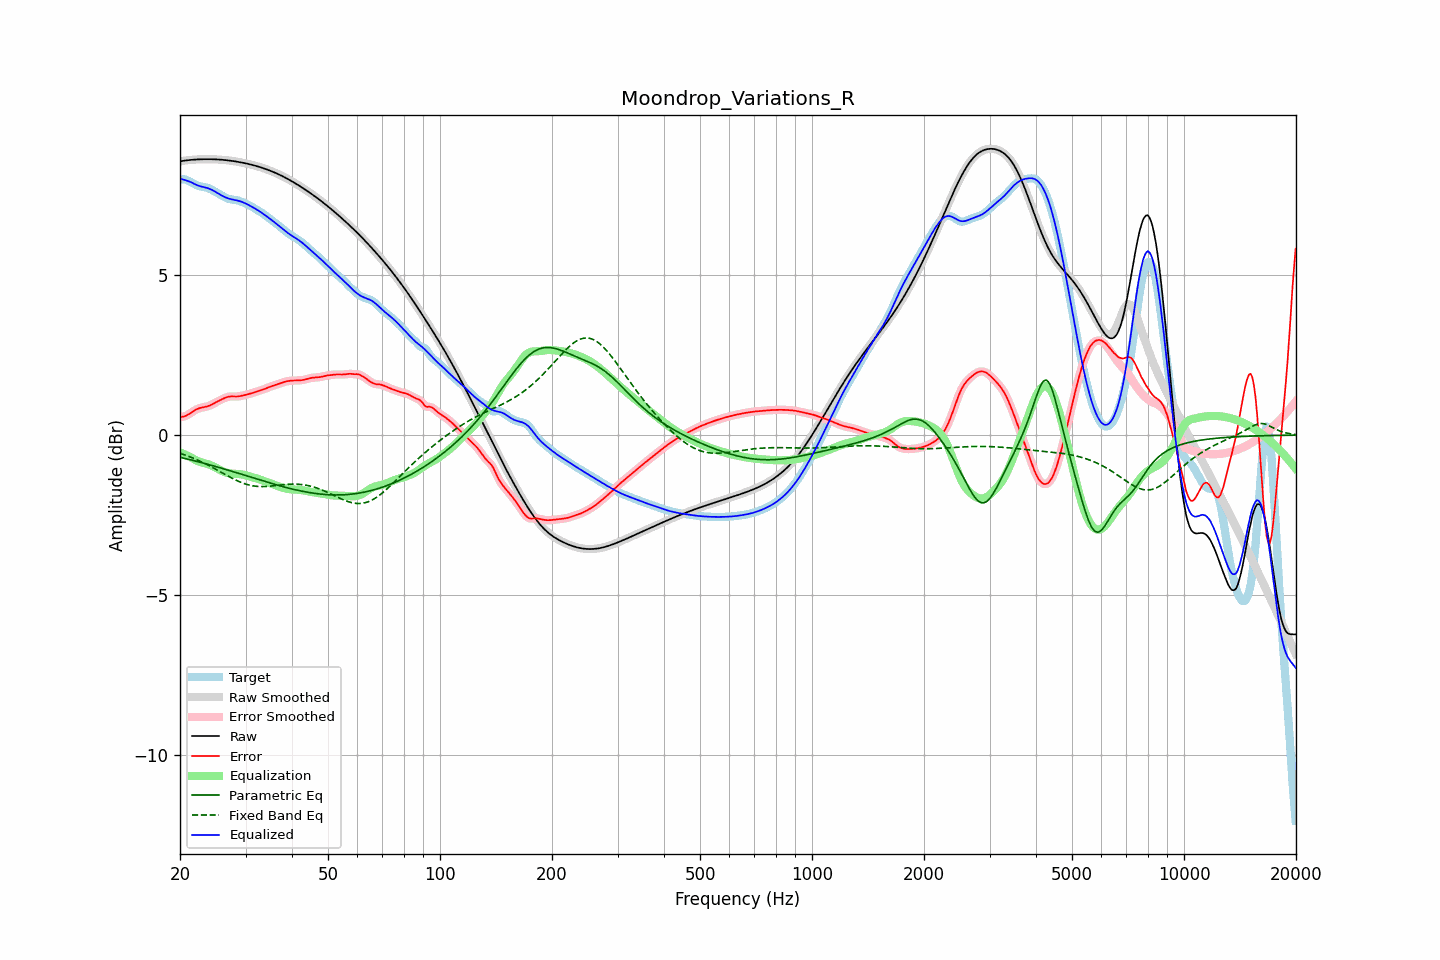 Moondrop_Variations_R
Amplitude (dBr)
5
0
−5
−10
Target
Raw Smoothed
Error Smoothed
Raw
Error
Equalization
Parametric Eq
Fixed Band Eq
Equalized
20 50 100 200 500 1000 2000 5000 10000 20000
Frequency (Hz)